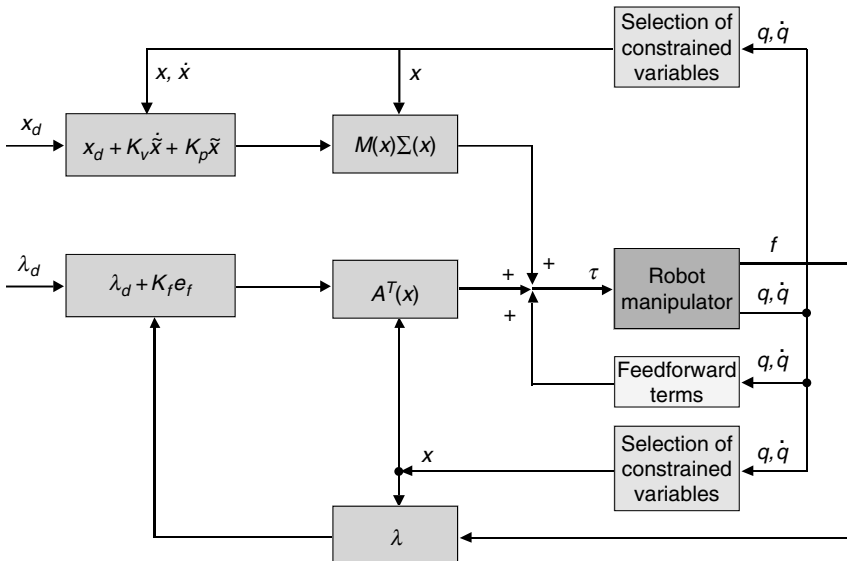 Selection of
constrained
variables
q, q̇
x, ẋ
x
x_d
x_d + K_v x̃̇ + K_p x̃
M(x)Σ(x)
λ_d
λ_d + K_f e_f
A^T(x)
+
+
+
τ
Robot
manipulator
f
q, q̇
Feedforward
terms
q, q̇
Selection of
constrained
variables
q, q̇
x
λ